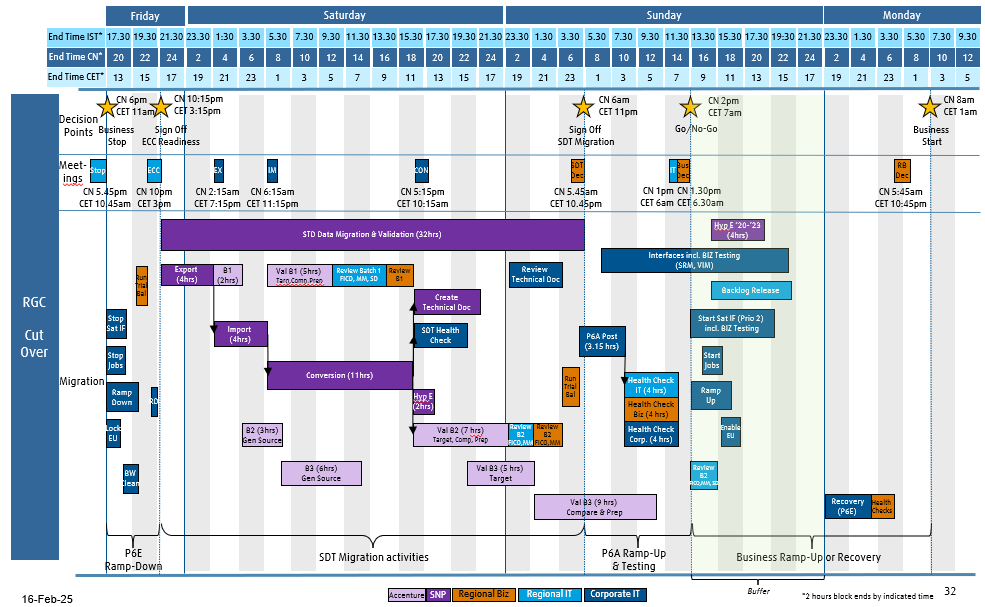 Friday Saturday Sunday Monday
End Time IST* 17.30 19.30 21.30 23.30 1:30 3.30 5.30 7.30 9.30 11.30 13.30 15.30 17.30 19.30 21.30 23.30 1.30 3.30 5.30 7.30 9.30 11.30 13.30 15.30 17.30 19.30 21.30 23.30 1.30 3.30 5.30 7.30 9.30
End Time CN* 20 22 24 2 4 6 8 10 12 14 16 18 20 22 24 2 4 6 8 10 12 14 16 18 20 22 24 2 4 6 8 10 12
End Time CET* 13 15 17 19 21 23 1 3 5 7 9 11 13 15 17 19 21 23 1 3 5 7 9 11 13 15 17 19 21 23 1 3 5
RGC
Cut
Over
Decision
Points
CN 6pm
CET 11am
Business
Stop
CN 10:15pm
CET 3:15pm
Sign Off
ECC Readiness
CN 6am
CET 11pm
Sign Off
SDT Migration
CN 2pm
CET 7am
Go/No-Go
CN 8am
CET 1am
Business
Start
Meet-
ings
Stop
CN 5.45pm
CET 10.45am
ECC
CN 10pm
CET 3pm
EX
CN 2:15am
CET 7:15pm
IM
CN 6:15am
CET 11:15pm
CON
CN 5:15pm
CET 10:15am
SDT
Dec
CN 5.45am
CET 10.45pm
IT
CN 1pm
CET 6am
Bus
Dec
CN 1.30pm
CET 6.30am
RB
Dec
CN 5:45am
CET 10:45pm
Migration
STD Data Migration & Validation (32hrs)
Hyp E '20-'23
(4hrs)
Interfaces incl. BIZ Testing
(SRM, VIM)
Run
Trial
Bal
Export
(4hrs)
B1
(2hrs)
Val B1 (5hrs)
Targ,Comp,Prep
Review Batch 1
FICO, MM, SD
Review
B1
Review
Technical Doc
Backlog Release
Create
Technical Doc
Stop
Sat IF
Import
(4hrs)
SDT Health
Check
P6A Post
(3.15 hrs)
Start Sat IF (Prio 2)
incl. BIZ Testing
Stop
Jobs
Start
Jobs
Conversion (11hrs)
Run
Trial
Bal
Health Check
IT (4 hrs)
Ramp
Down
RD
Hyp E
(2hrs)
Health Check
Biz (4 hrs)
Ramp
Up
Lock
EU
B2 (3hrs)
Gen Source
Val B2 (7 hrs)
Target, Comp, Prep
Review
B2
FICO,MM
Review
B2
FICO,MM
Health Check
Corp. (4 hrs)
Enable
EU
BW
Clean
B3 (6hrs)
Gen Source
Val B3 (5 hrs)
Target
Review
B2
FICO,MM, SD
Val B3 (9 hrs)
Compare & Prep
Recovery
(P6E)
Health
Checks
P6E
Ramp-Down
SDT Migration activities
P6A Ramp-Up
& Testing
Business Ramp-Up or Recovery
Buffer
16-Feb-25
Accenture SNP Regional Biz Regional IT Corporate IT
*2 hours block ends by indicated time
32